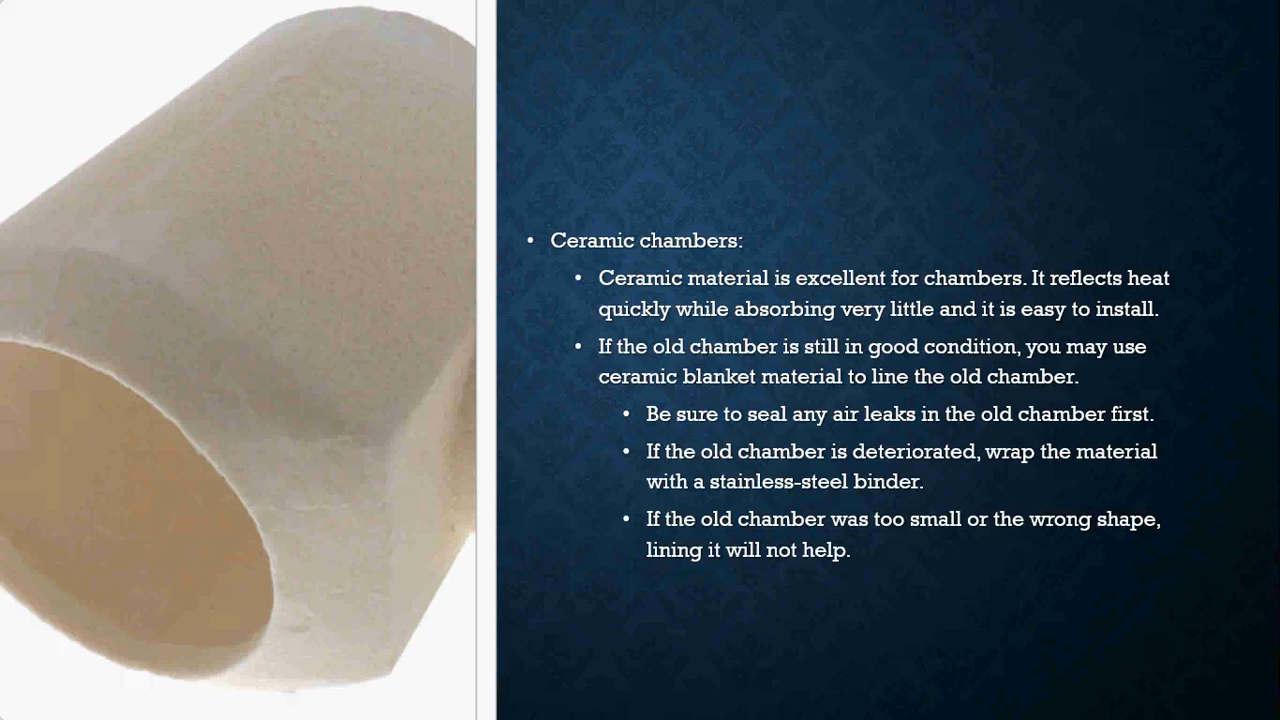 • Ceramic chambers:
• Ceramic material is excellent for chambers. It reflects heat
quickly while absorbing very little and it is easy to install.
• If the old chamber is still in good condition, you may use
ceramic blanket material to line the old chamber.
• Be sure to seal any air leaks in the old chamber first.
• If the old chamber is deteriorated, wrap the material
with a stainless-steel binder.
• If the old chamber was too small or the wrong shape,
lining it will not help.